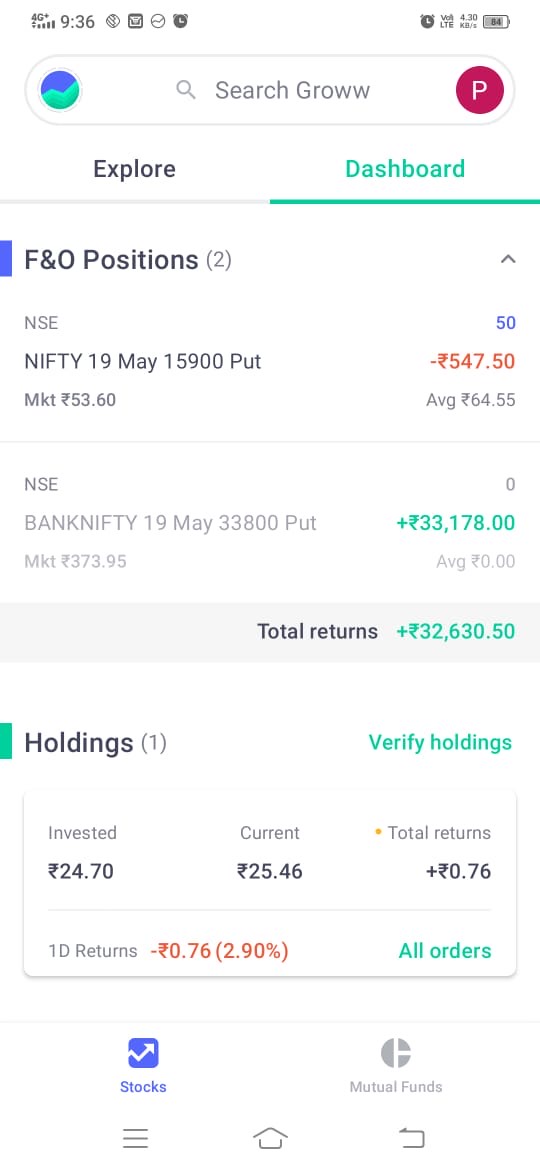 4G+ 9:36 VoI) LTE 4.30 KB/s 84
Search Groww P
Explore Dashboard
F&O Positions (2)
NSE 50
NIFTY 19 May 15900 Put -₹547.50
Mkt ₹53.60 Avg ₹64.55
NSE 0
BANKNIFTY 19 May 33800 Put +₹33,178.00
Mkt ₹373.95 Avg ₹0.00
Total returns +₹32,630.50
Holdings (1) Verify holdings
Invested Current Total returns
₹24.70 ₹25.46 +₹0.76
1D Returns -₹0.76 (2.90%) All orders
Stocks Mutual Funds